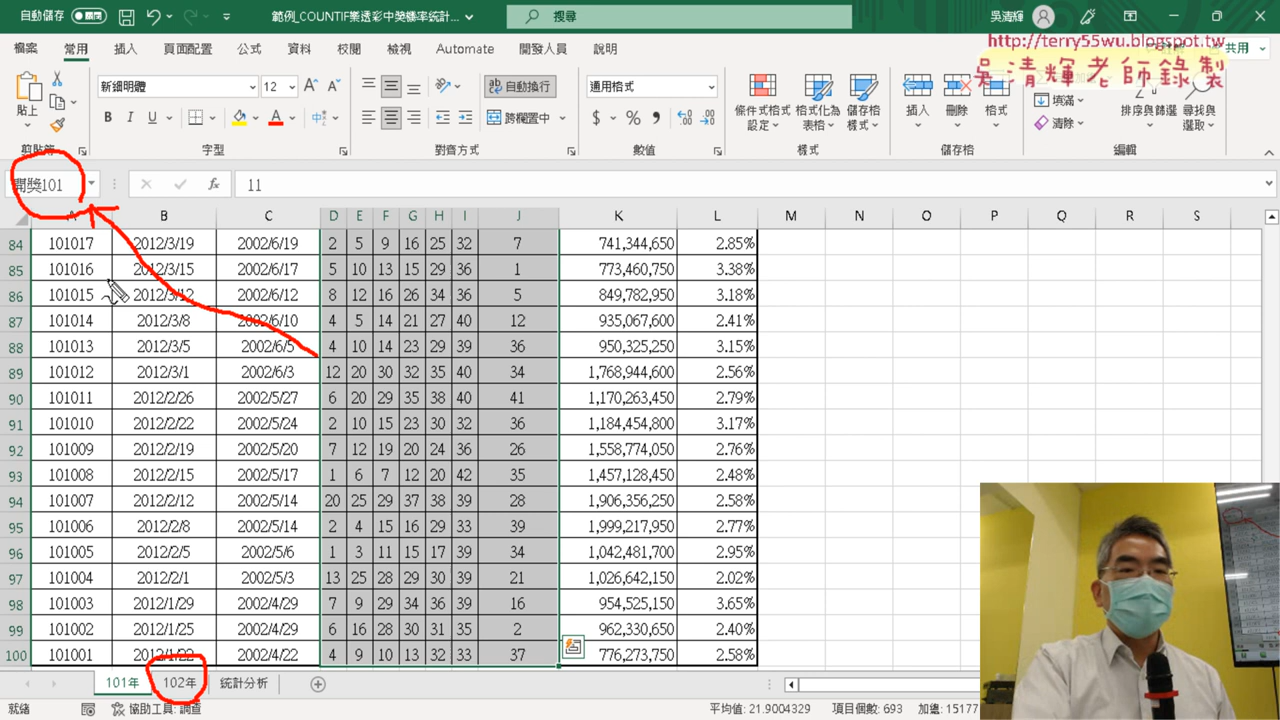 自動儲存 關閉 範例_COUNTIF樂透彩中獎機率統計... 搜尋 吳清輝
http://terry55wu.blogspot.tw
吳清輝老師錄製
檔案 常用 插入 頁面配置 公式 資料 校閱 檢視 Automate 開發人員 說明 共用
貼上 新細明體 12 自動換行 通用格式 條件式格式設定 格式化為表格 儲存格樣式 插入 刪除 格式 填滿 清除 排序與篩選 尋找與選取
B I U 跨欄置中 $ %
剪貼簿 字型 對齊方式 數值 樣式 儲存格 編輯
開獎101 fx 11
A B C D E F G H I J K L M N O P Q R S
84 101017 2012/3/19 2002/6/19 2 5 9 16 25 32 7 741,344,650 2.85%
85 101016 2012/3/15 2002/6/17 5 10 13 15 29 36 1 773,460,750 3.38%
86 101015 2012/3/12 2002/6/12 8 12 16 26 34 36 5 849,782,950 3.18%
87 101014 2012/3/8 2002/6/10 4 5 14 21 27 40 12 935,067,600 2.41%
88 101013 2012/3/5 2002/6/5 4 10 14 23 29 39 36 950,325,250 3.15%
89 101012 2012/3/1 2002/6/3 12 20 30 32 35 40 34 1,768,944,600 2.56%
90 101011 2012/2/26 2002/5/27 6 20 29 35 38 40 41 1,170,263,450 2.79%
91 101010 2012/2/22 2002/5/24 2 10 15 23 30 32 36 1,184,454,800 3.17%
92 101009 2012/2/19 2002/5/20 7 12 19 20 24 36 26 1,558,774,050 2.76%
93 101008 2012/2/15 2002/5/17 1 6 7 12 20 42 35 1,457,128,450 2.48%
94 101007 2012/2/12 2002/5/14 20 25 29 37 38 39 28 1,906,356,250 2.58%
95 101006 2012/2/8 2002/5/14 2 4 15 16 29 33 39 1,999,217,950 2.77%
96 101005 2012/2/5 2002/5/6 1 3 11 15 17 39 34 1,042,481,700 2.95%
97 101004 2012/2/1 2002/5/3 13 25 28 29 30 39 21 1,026,642,150 2.02%
98 101003 2012/1/29 2002/4/29 7 9 29 34 36 39 16 954,525,150 3.65%
99 101002 2012/1/25 2002/4/29 6 16 28 30 31 35 2 962,330,650 2.40%
100 101001 2012/1/22 2002/4/22 4 9 10 13 32 33 37 776,273,750 2.58%
101年 102年 統計分析
就緒 協助工具: 調查 平均值: 21.9004329 項目個數: 693 加總: 15177